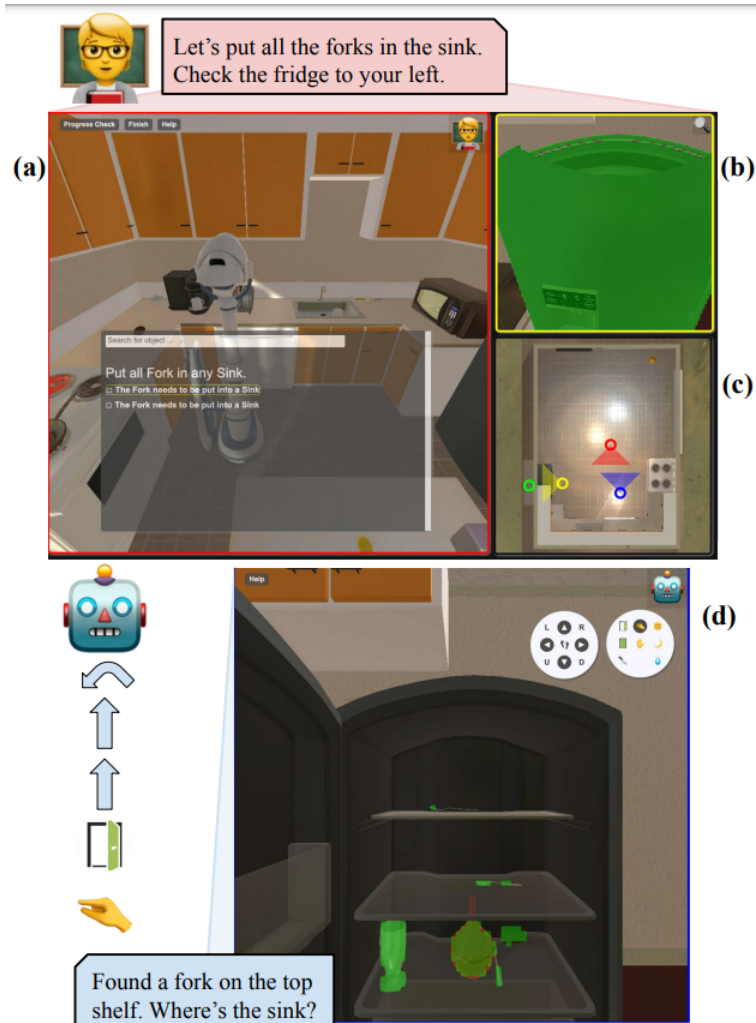 Let's put all the forks in the sink.
Check the fridge to your left.
(a)
Progress Check Finish Help
Search for object ...
Put all Fork in any Sink.
The Fork needs to be put into a Sink
The Fork needs to be put into a Sink
(b)
(c)
Help
L R
U D
(d)
Found a fork on the top
shelf. Where's the sink?